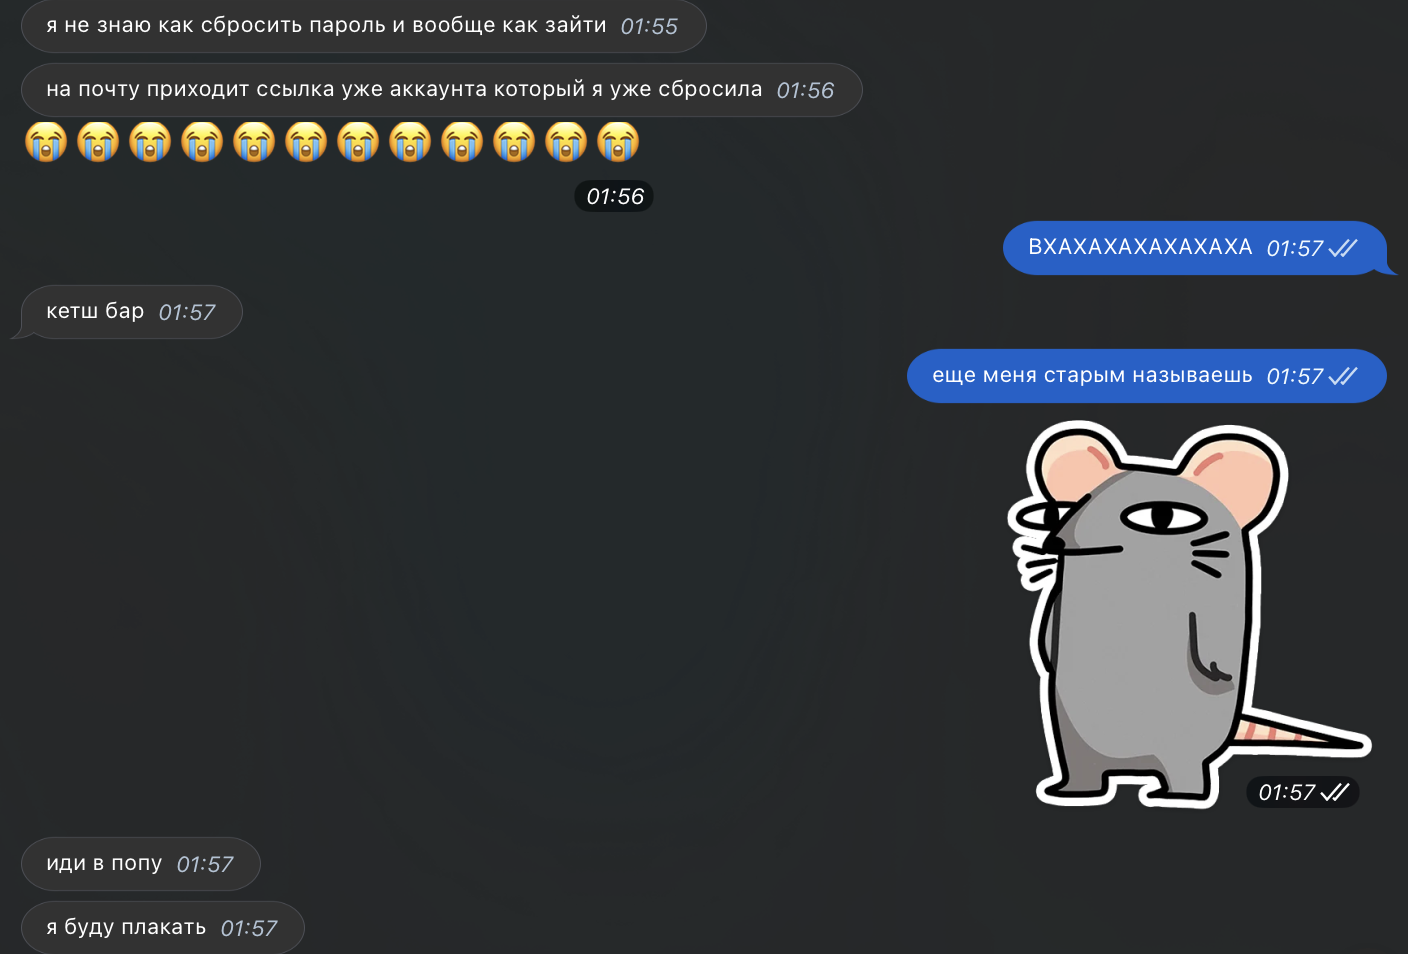 я не знаю как сбросить пароль и вообще как зайти 01:55
на почту приходит ссылка уже аккаунта который я уже сбросила 01:56
😭😭😭😭😭😭😭😭😭😭😭😭
01:56
ВХАХАХАХАХАХАХА 01:57
кетш бар 01:57
еще меня старым называешь 01:57
01:57
иди в попу 01:57
я буду плакать 01:57